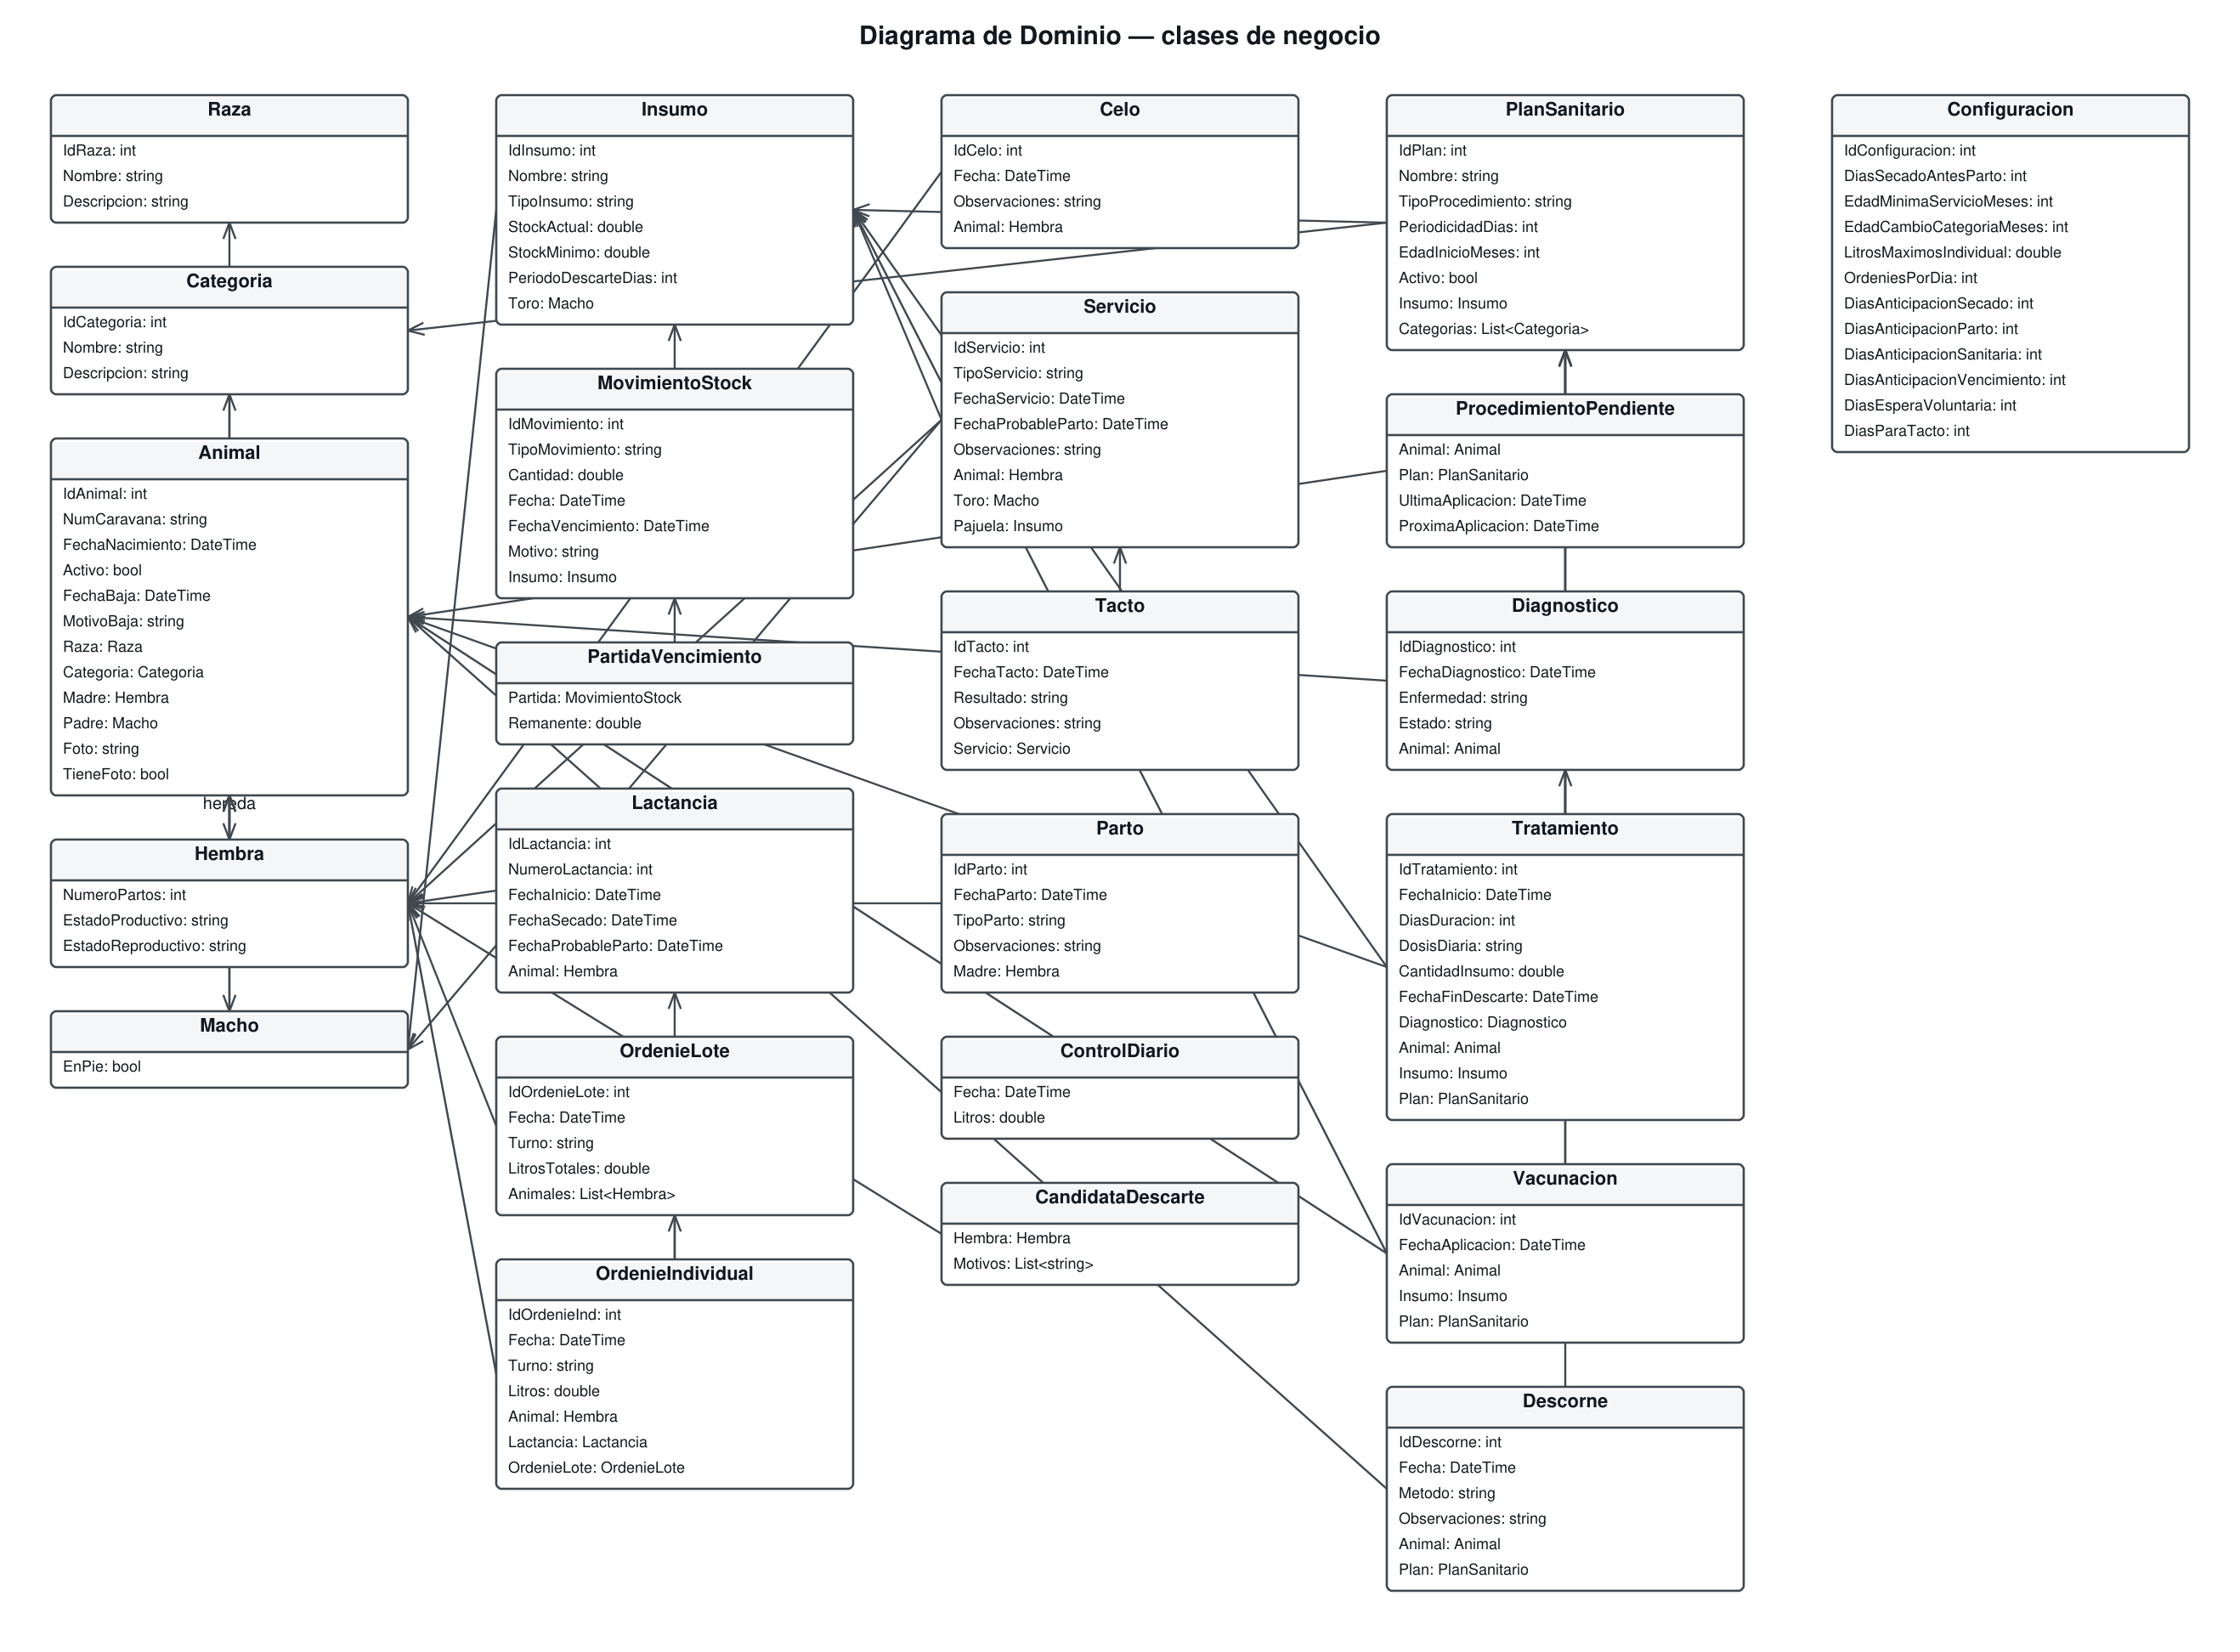 Diagrama de Dominio — clases de negocio
Raza
IdRaza: int
Nombre: string
Descripcion: string
Categoria
IdCategoria: int
Nombre: string
Descripcion: string
Animal
IdAnimal: int
NumCaravana: string
FechaNacimiento: DateTime
Activo: bool
FechaBaja: DateTime
MotivoBaja: string
Raza: Raza
Categoria: Categoria
Madre: Hembra
Padre: Macho
Foto: string
TieneFoto: bool
hereda
Hembra
NumeroPartos: int
EstadoProductivo: string
EstadoReproductivo: string
Macho
EnPie: bool
Insumo
IdInsumo: int
Nombre: string
TipoInsumo: string
StockActual: double
StockMinimo: double
PeriodoDescarteDias: int
Toro: Macho
MovimientoStock
IdMovimiento: int
TipoMovimiento: string
Cantidad: double
Fecha: DateTime
FechaVencimiento: DateTime
Motivo: string
Insumo: Insumo
PartidaVencimiento
Partida: MovimientoStock
Remanente: double
Lactancia
IdLactancia: int
NumeroLactancia: int
FechaInicio: DateTime
FechaSecado: DateTime
FechaProbableParto: DateTime
Animal: Hembra
OrdenieLote
IdOrdenieLote: int
Fecha: DateTime
Turno: string
LitrosTotales: double
Animales: List<Hembra>
OrdenieIndividual
IdOrdenieInd: int
Fecha: DateTime
Turno: string
Litros: double
Animal: Hembra
Lactancia: Lactancia
OrdenieLote: OrdenieLote
Celo
IdCelo: int
Fecha: DateTime
Observaciones: string
Animal: Hembra
Servicio
IdServicio: int
TipoServicio: string
FechaServicio: DateTime
FechaProbableParto: DateTime
Observaciones: string
Animal: Hembra
Toro: Macho
Pajuela: Insumo
Tacto
IdTacto: int
FechaTacto: DateTime
Resultado: string
Observaciones: string
Servicio: Servicio
Parto
IdParto: int
FechaParto: DateTime
TipoParto: string
Observaciones: string
Madre: Hembra
ControlDiario
Fecha: DateTime
Litros: double
CandidataDescarte
Hembra: Hembra
Motivos: List<string>
PlanSanitario
IdPlan: int
Nombre: string
TipoProcedimiento: string
PeriodicidadDias: int
EdadInicioMeses: int
Activo: bool
Insumo: Insumo
Categorias: List<Categoria>
ProcedimientoPendiente
Animal: Animal
Plan: PlanSanitario
UltimaAplicacion: DateTime
ProximaAplicacion: DateTime
Diagnostico
IdDiagnostico: int
FechaDiagnostico: DateTime
Enfermedad: string
Estado: string
Animal: Animal
Tratamiento
IdTratamiento: int
FechaInicio: DateTime
DiasDuracion: int
DosisDiaria: string
CantidadInsumo: double
FechaFinDescarte: DateTime
Diagnostico: Diagnostico
Animal: Animal
Insumo: Insumo
Plan: PlanSanitario
Vacunacion
IdVacunacion: int
FechaAplicacion: DateTime
Animal: Animal
Insumo: Insumo
Plan: PlanSanitario
Descorne
IdDescorne: int
Fecha: DateTime
Metodo: string
Observaciones: string
Animal: Animal
Plan: PlanSanitario
Configuracion
IdConfiguracion: int
DiasSecadoAntesParto: int
EdadMinimaServicioMeses: int
EdadCambioCategoriaMeses: int
LitrosMaximosIndividual: double
OrdeniesPorDia: int
DiasAnticipacionSecado: int
DiasAnticipacionParto: int
DiasAnticipacionSanitaria: int
DiasAnticipacionVencimiento: int
DiasEsperaVoluntaria: int
DiasParaTacto: int